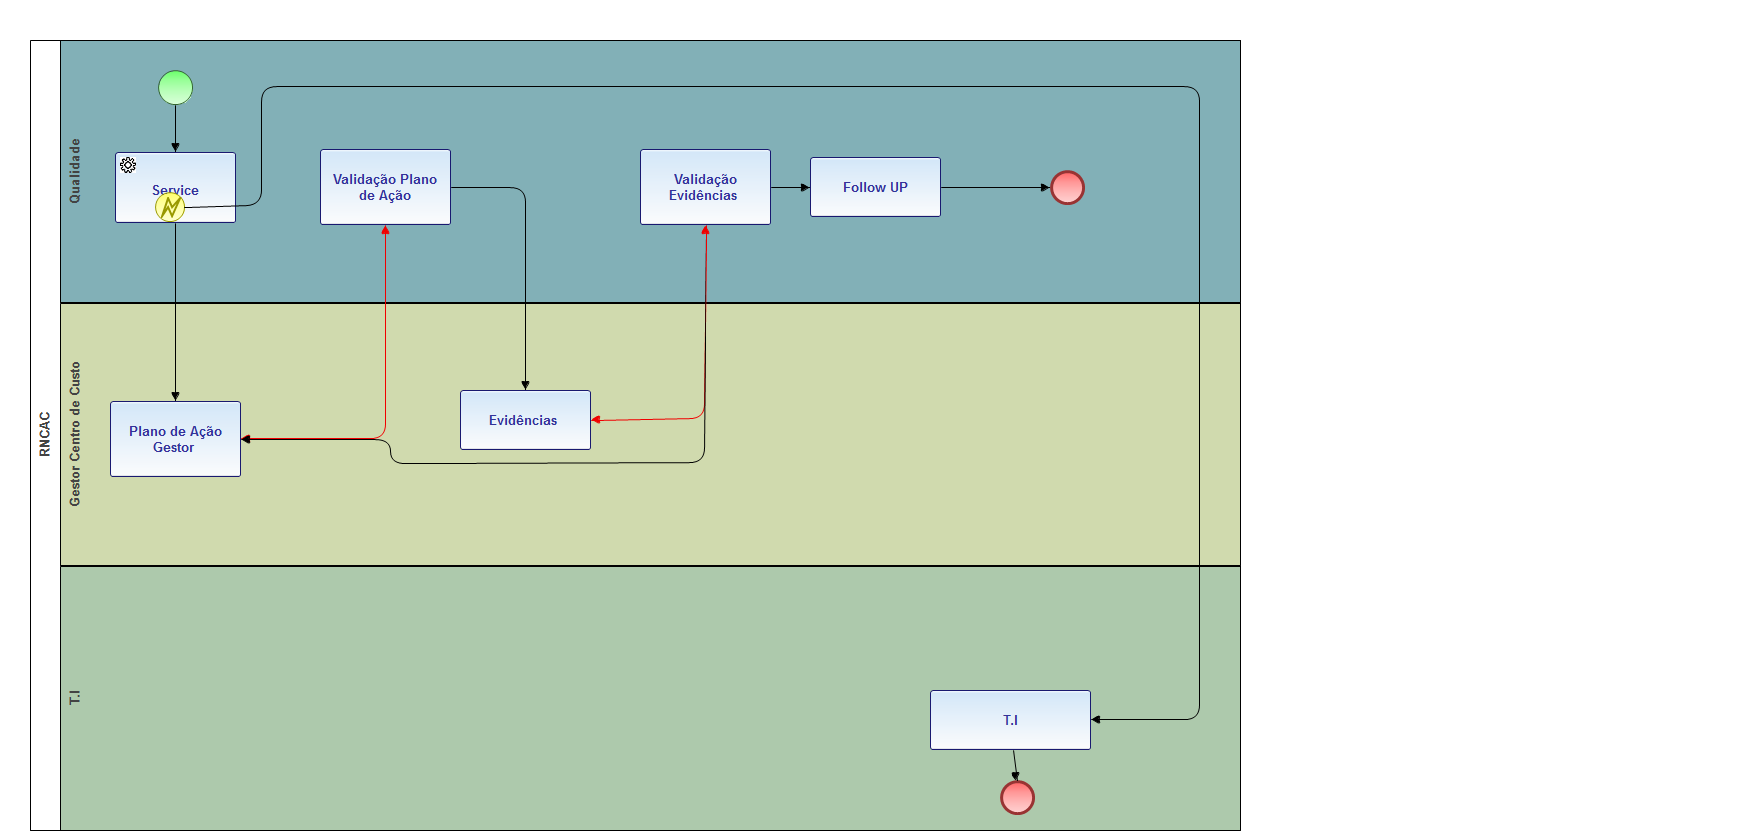 RNCAC
Qualidade
Service
Validação Plano
de Ação
Validação
Evidências
Follow UP
Gestor Centro de Custo
Plano de Ação
Gestor
Evidências
T.I
T.I